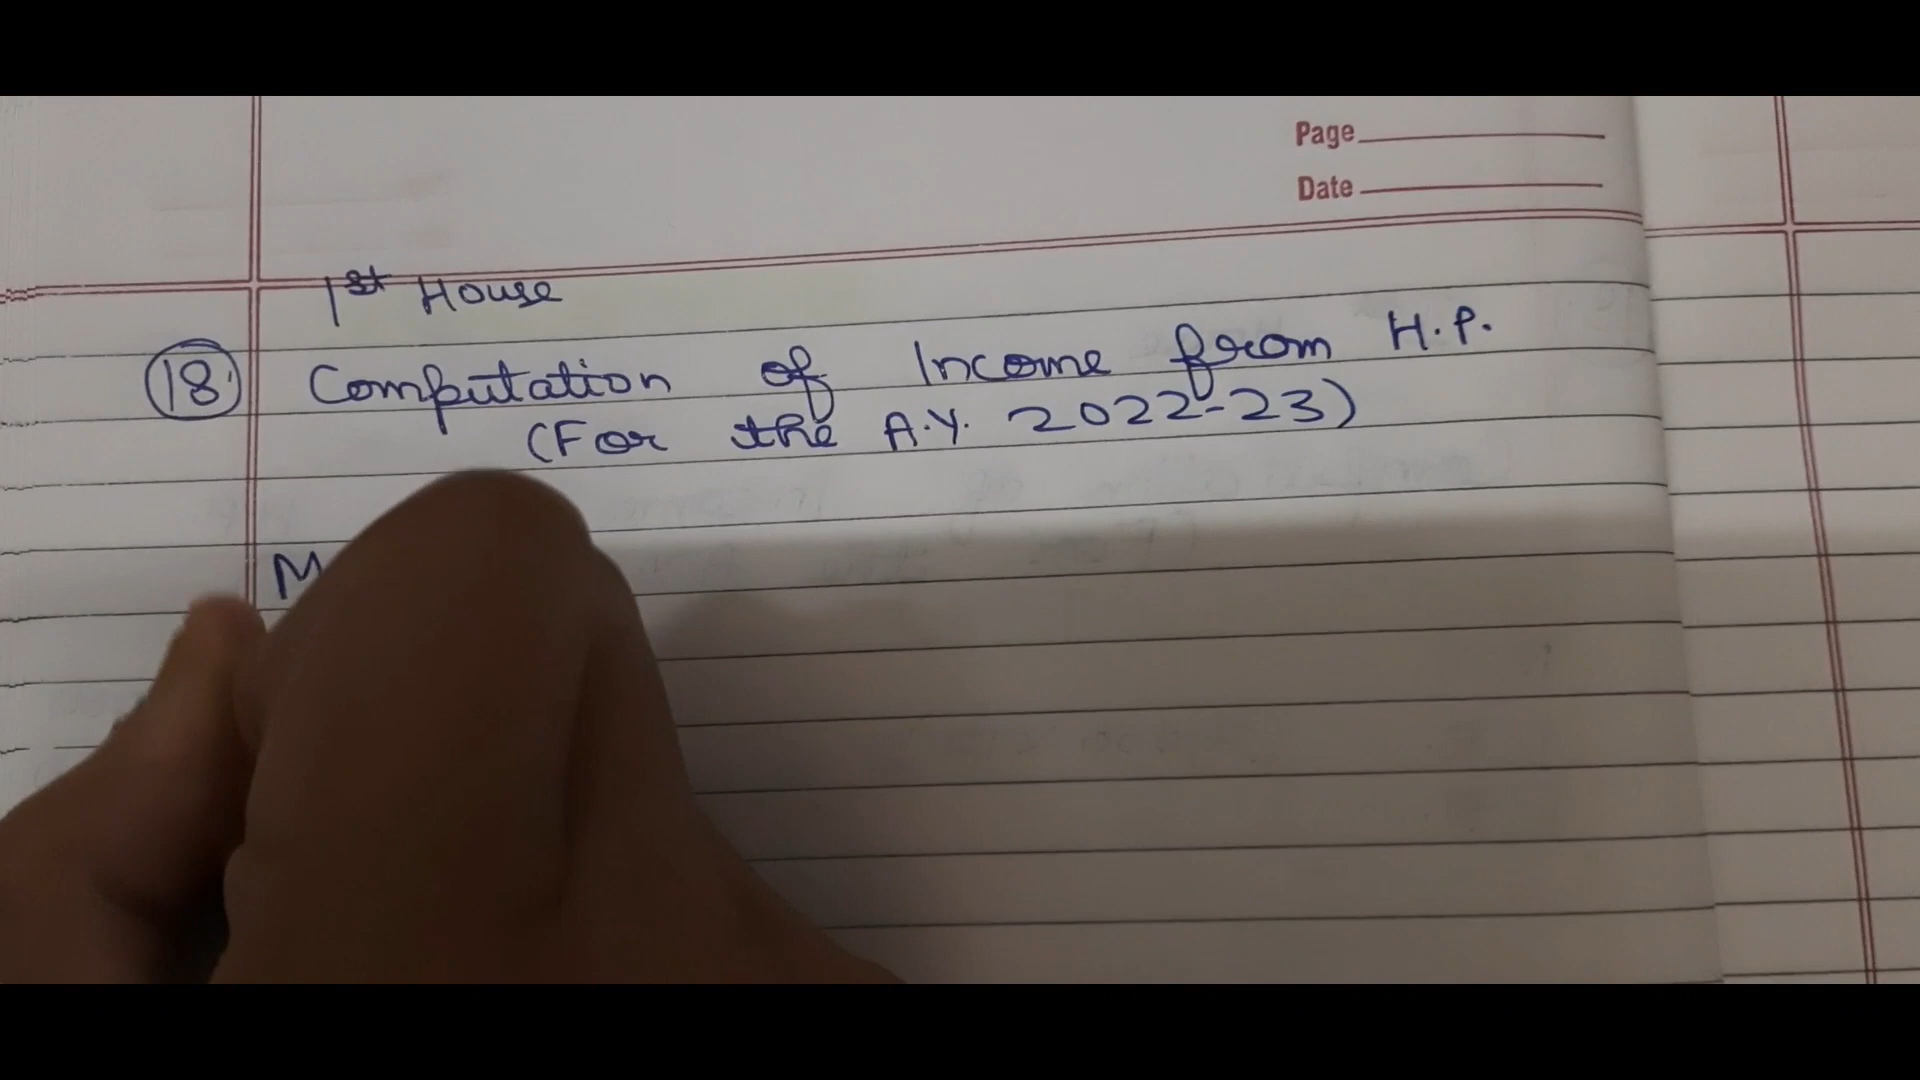 Page
Date
1st House
18. Computation of Income from H.P.
(For the A.Y. 2022-23)
M